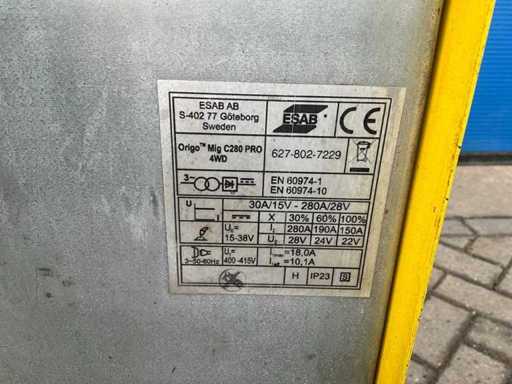 ESAB AB
S-402 77 Göteborg
Sweden
ESAB
CE
Origo™ Mig C280 PRO
4WD
627-802-7229
3~
EN 60974-1
EN 60974-10
30A/15V - 280A/28V
U
I
X 30% 60% 100%
U₀=
15-38V
I₂ 280A 190A 150A
U₂ 28V 24V 22V
3~50-60Hz
U₁=
400-415V
I₁max=18,0A
I₁eff=10,1A
H IP23 S